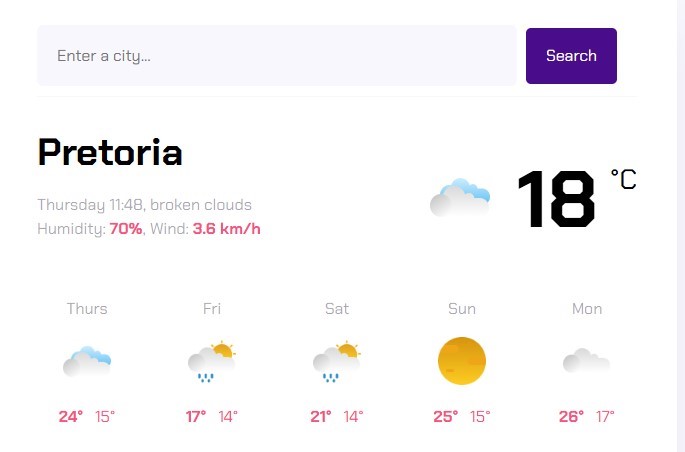 Enter a city...
Search
Pretoria
Thursday 11:48, broken clouds
Humidity: 70%, Wind: 3.6 km/h
18 °C
Thurs Fri Sat Sun Mon
24° 15° 17° 14° 21° 14° 25° 15° 26° 17°